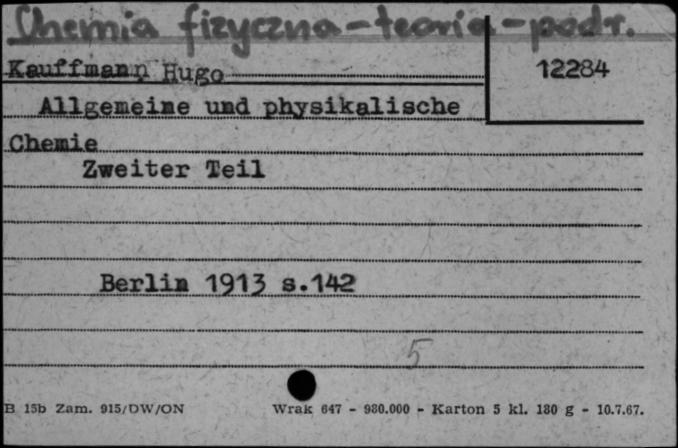 Chemia fizyczna - teoria - podr.
Kauffmann Hugo
12284
Allgemeine und physikalische
Chemie
Zweiter Teil
Berlin 1913 s.142
5
B 15b Zam. 915/DW/ON Wrak 647 - 980.000 - Karton 5 kl. 180 g - 10.7.67.